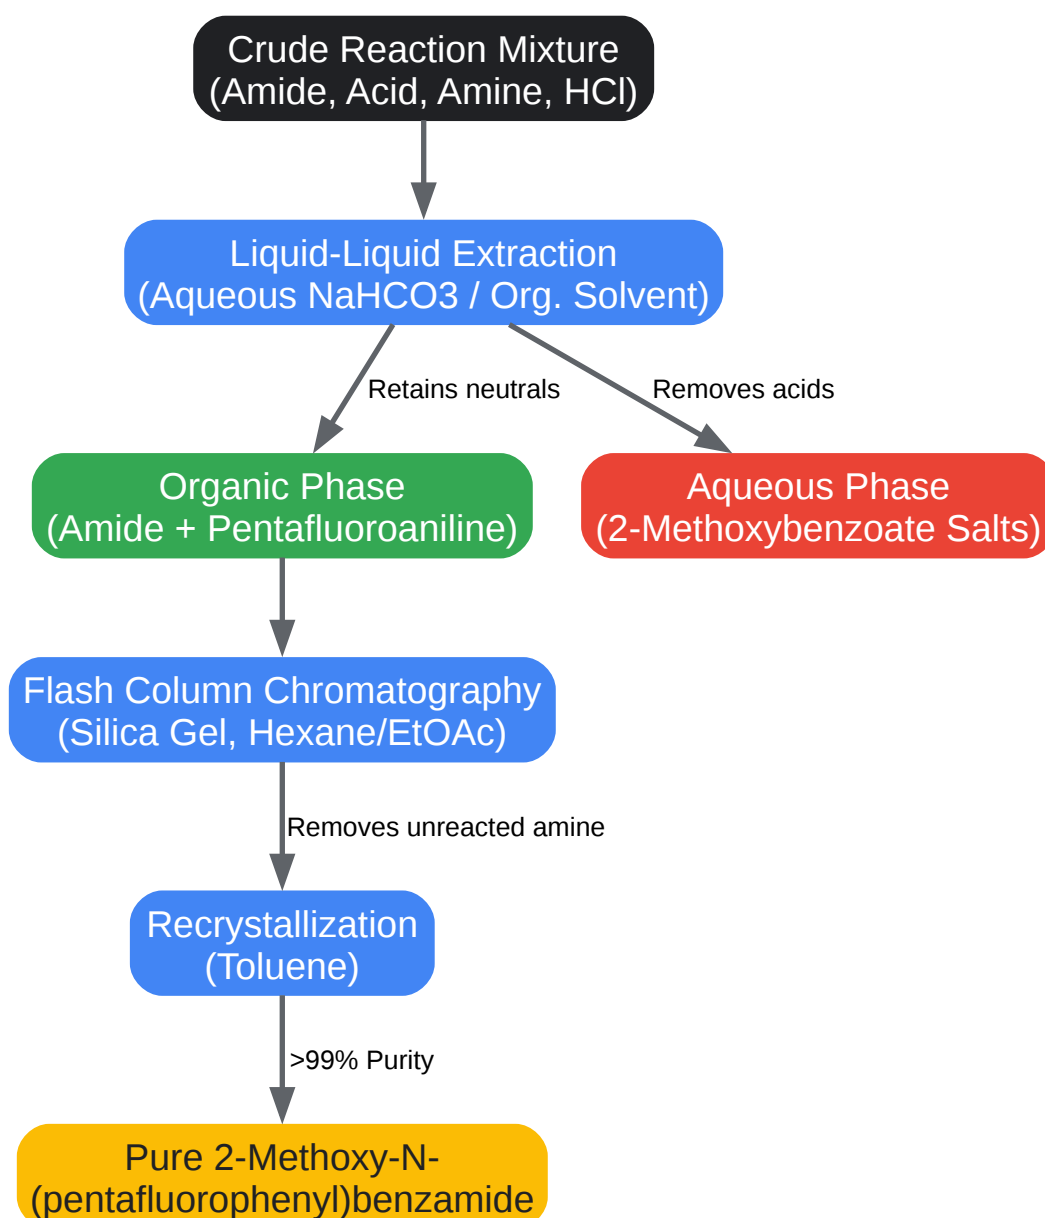 Crude Reaction Mixture
(Amide, Acid, Amine, HCl)
Liquid-Liquid Extraction
(Aqueous NaHCO3 / Org. Solvent)
Retains neutrals
Removes acids
Organic Phase
(Amide + Pentafluoroaniline)
Aqueous Phase
(2-Methoxybenzoate Salts)
Flash Column Chromatography
(Silica Gel, Hexane/EtOAc)
Removes unreacted amine
Recrystallization
(Toluene)
>99% Purity
Pure 2-Methoxy-N-
(pentafluorophenyl)benzamide